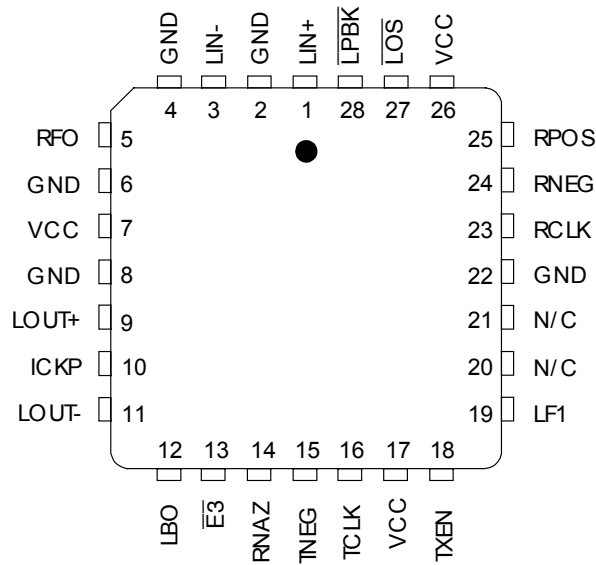 GND LIN- GND LIN+ LPBK LOS VCC
4 3 2 1 28 27 26
RFO 5 25 RPOS
GND 6 24 RNEG
VCC 7 23 RCLK
GND 8 22 GND
LOUT+ 9 21 N/C
ICKP 10 20 N/C
LOUT- 11 19 LF1
12 13 14 15 16 17 18
LBO E3 RNAZ TNEG TCLK VCC TXEN